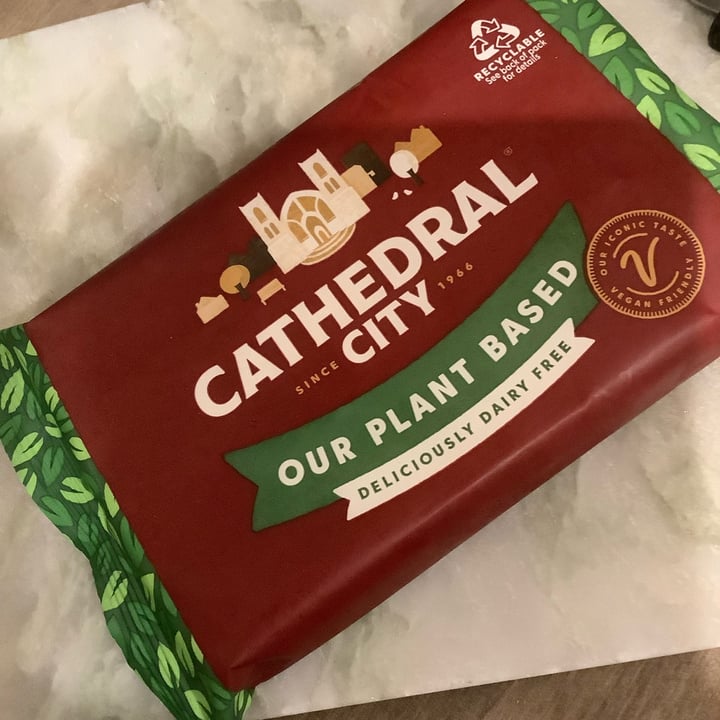 RECYCLABLE
See back of pack
for details
CATHEDRAL
CITY
SINCE 1966
®
OUR PLANT BASED
DELICIOUSLY DAIRY FREE
OUR ICONIC TASTE
V
VEGAN FRIENDLY